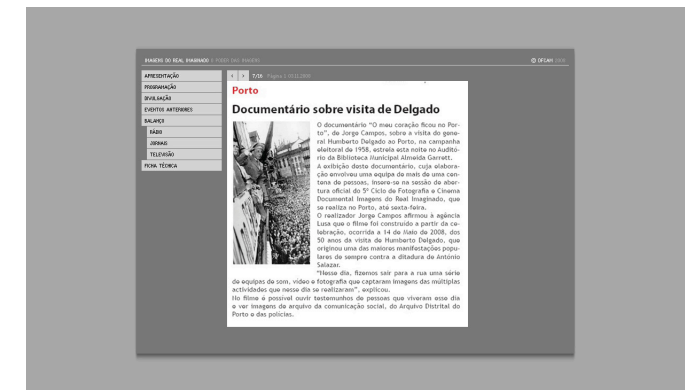 IMAGENS DO REAL IMAGINADO O PODER DAS IMAGENS
© DFCAM 2008
APRESENTAÇÃO
PROGRAMAÇÃO
DIVULGAÇÃO
EVENTOS ANTERIORES
BALANÇO
RÁDIO
JORNAIS
TELEVISÃO
FICHA TÉCNICA
< > 7/10 Página 1
Porto
Documentário sobre visita de Delgado
O documentário “O meu coração ficou no Por-
to”, de Jorge Campos, sobre a visita do gene-
ral Humberto Delgado ao Porto, na campanha
eleitoral de 1958, estreia esta noite no Auditó-
rio da Biblioteca Municipal Almeida Garrett.
A exibição deste documentário, cuja elabora-
ção envolveu uma equipa de mais de uma cen-
tena de pessoas, insere-se na sessão de aber-
tura oficial do 5º Ciclo de Fotografia e Cinema
Documental Imagens do Real Imaginado, que
se realiza no Porto, até sexta-feira.
O realizador Jorge Campos afirmou à agência
Lusa que o filme foi construído a partir da ce-
lebração, ocorrida a 14 de Maio de 2008, dos
50 anos da visita de Humberto Delgado, que
originou uma das maiores manifestações popu-
lares de sempre contra a ditadura de António
Salazar.
“Nesse dia, fizemos sair para a rua uma série
de equipas de som, vídeo e fotografia que captaram imagens das múltiplas
actividades que nesse dia se realizaram”, explicou.
No filme é possível ouvir testemunhos de pessoas que viveram esse dia
e ver imagens de arquivo da comunicação social, do Arquivo Distrital do
Porto e das polícias.